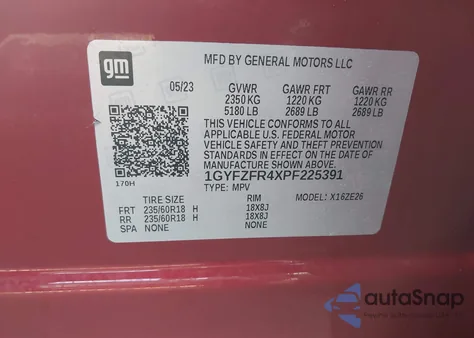 gm
MFD BY GENERAL MOTORS LLC
05/23 GVWR GAWR FRT GAWR RR
2350 KG 1220 KG 1220 KG
5180 LB 2689 LB 2689 LB
THIS VEHICLE CONFORMS TO ALL
APPLICABLE U.S. FEDERAL MOTOR
VEHICLE SAFETY AND THEFT PREVENTION
STANDARDS IN EFFECT ON THE DATE OF
MANUFACTURE SHOWN ABOVE.
170H 1GYFZFR4XPF225391
TYPE: MPV MODEL: X16ZE26
TIRE SIZE RIM
FRT 235/60R18 H 18X8J
RR 235/60R18 H 18X8J
SPA NONE NONE
autoSnap